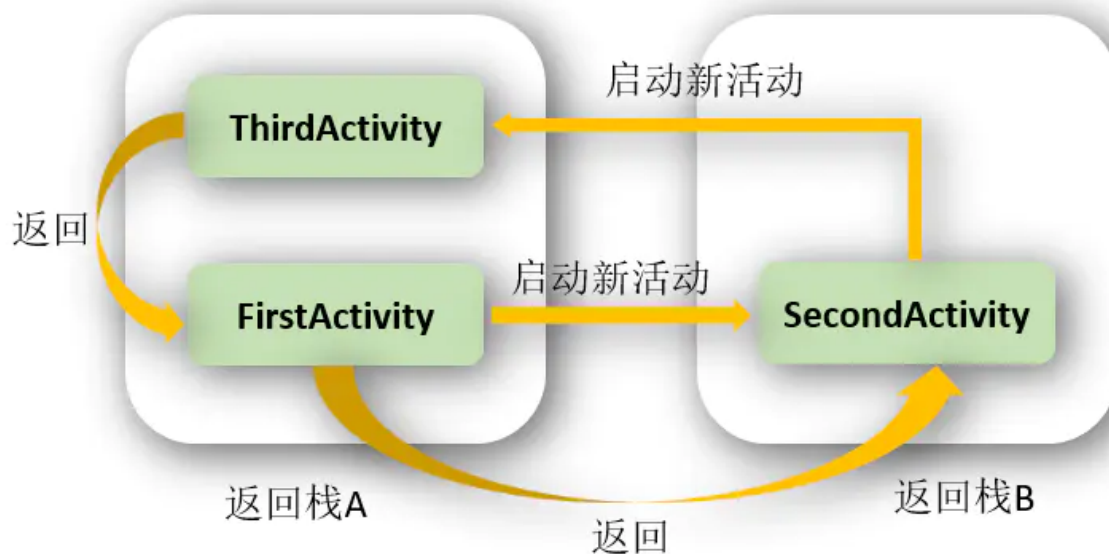 启动新活动
ThirdActivity
返回
启动新活动
FirstActivity
SecondActivity
返回栈A
返回栈B
返回